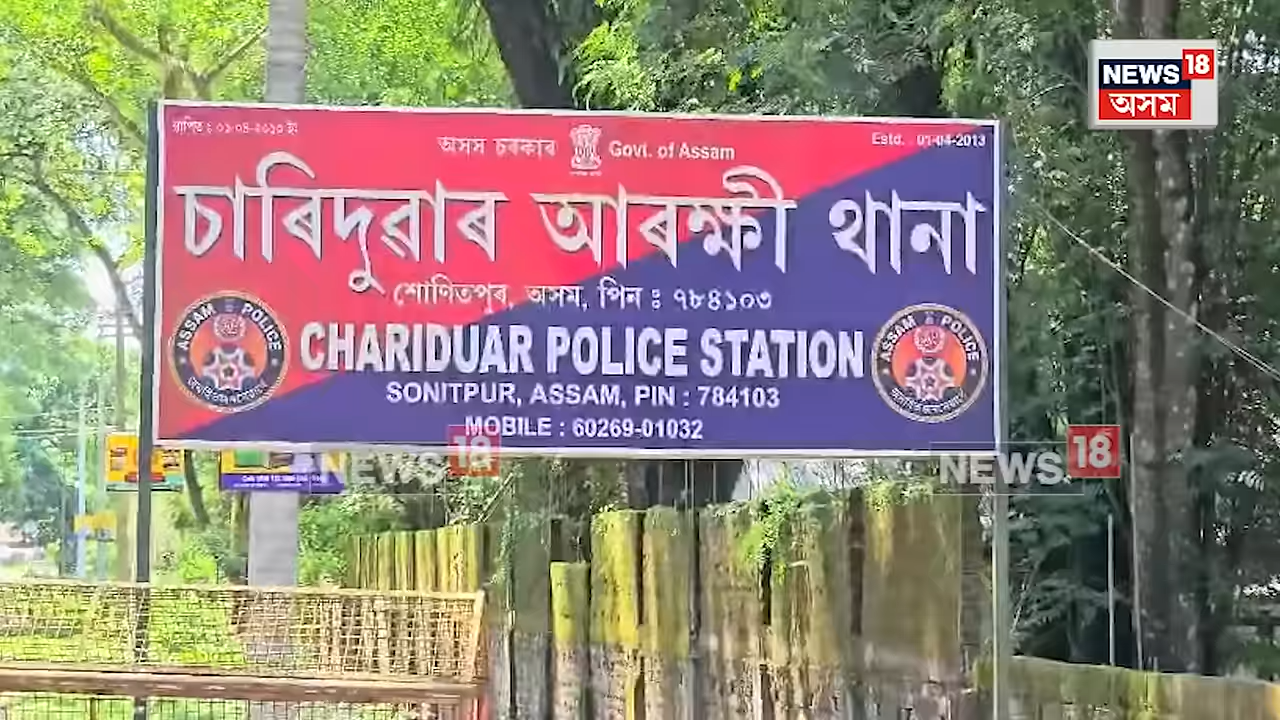 NEWS 18
অসম
স্থাপিত : ০১-০৪-২০১৩ ইং
অসম চৰকাৰ Govt. of Assam
Estd. 01-04-2013
চাৰিদুৱাৰ আৰক্ষী থানা
শোণিতপুৰ, অসম, পিন : ৭৮৪১০৩
ASSAM POLICE
CHARIDUAR POLICE STATION
ASSAM POLICE
SONITPUR, ASSAM, PIN : 784103
MOBILE : 60269-01032
NEWS 18
NEWS 18